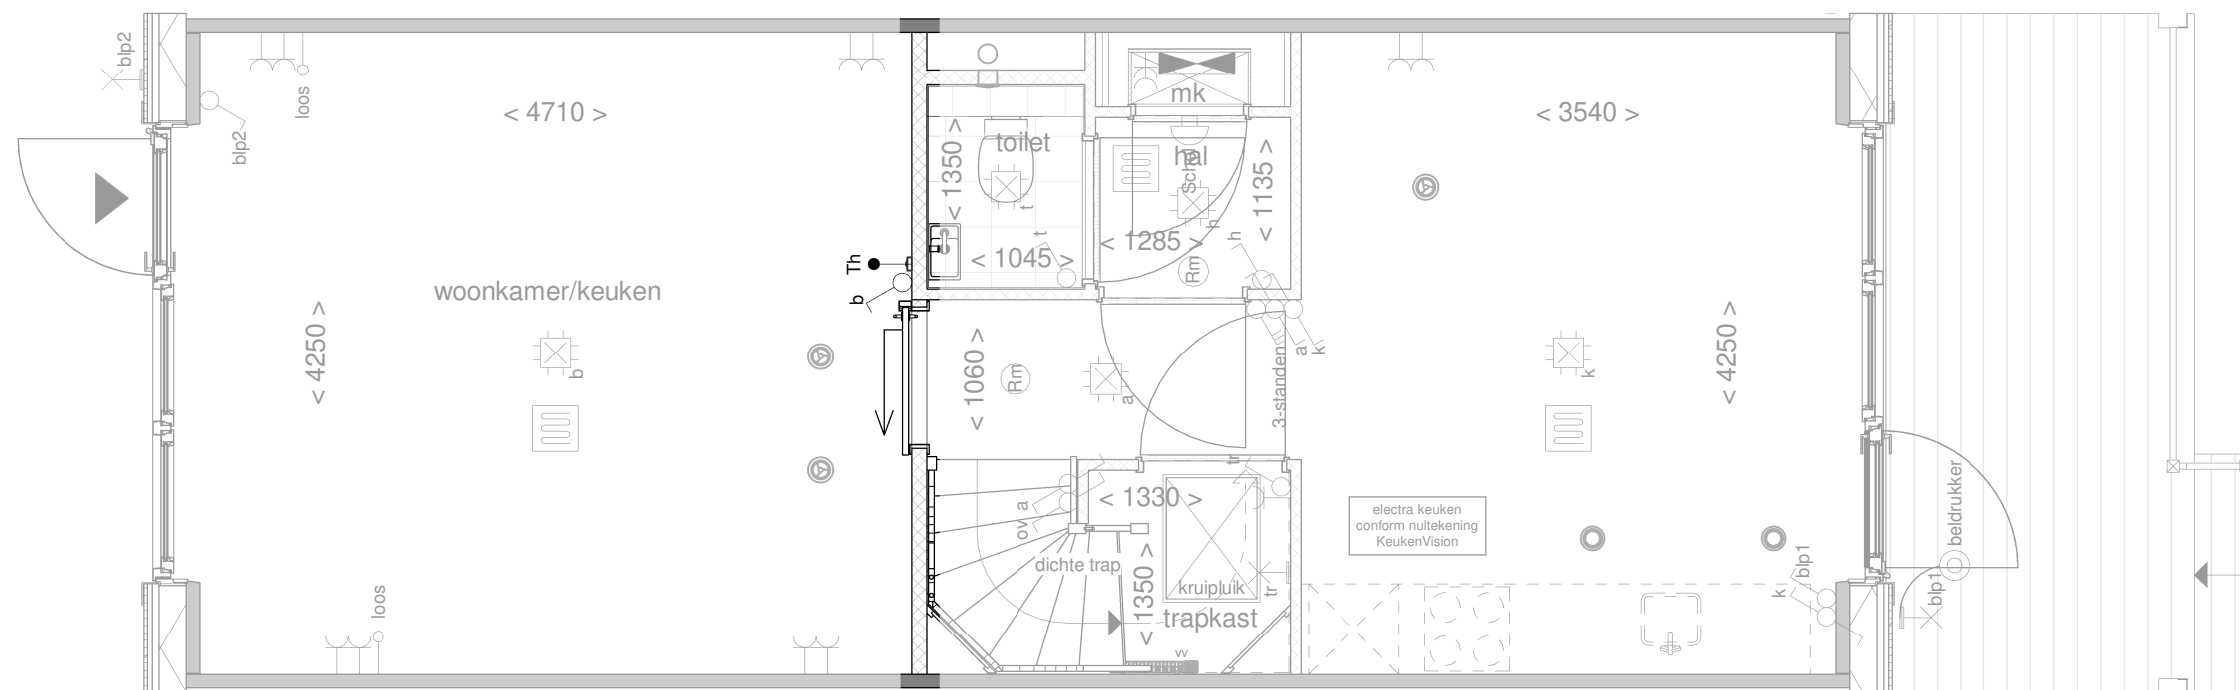 blp2
blp2
loos
< 4710 >
woonkamer/keuken
< 4250 >
b
loos
Th
b
toilet
< 1350 >
t
t
< 1045 >
mk
hal
Schel
h
< 1135 >
< 1285 >
h
Rm
< 1060 >
Rm
a
3-standen
a
k
tr
< 1330 >
ov
a
dichte trap
< 1350 >
kruipluik
tr
trapkast
vv
< 3540 >
< 4250 >
k
electra keuken
conform nultekening
KeukenVision
k
blp1
beldrukker
blp1